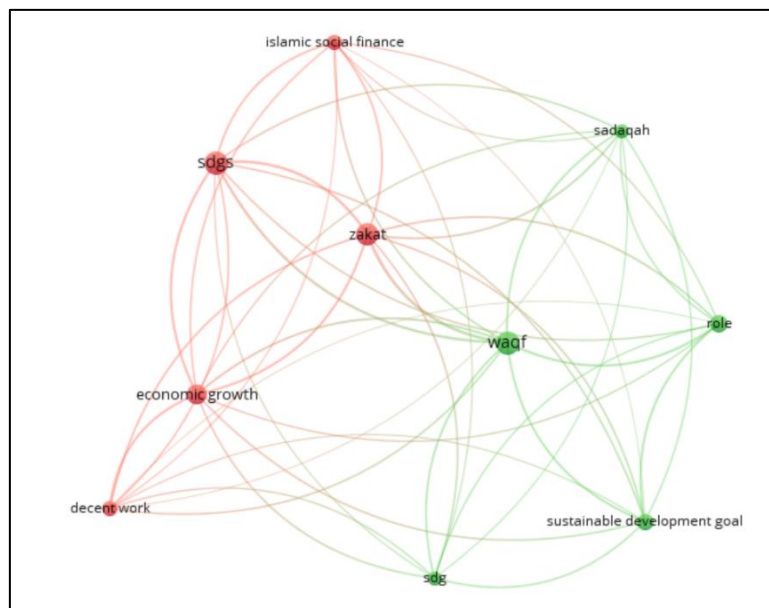 islamic social finance
sadaqah
sdgs
zakat
role
waqf
economic growth
decent work
sustainable development goal
sdg